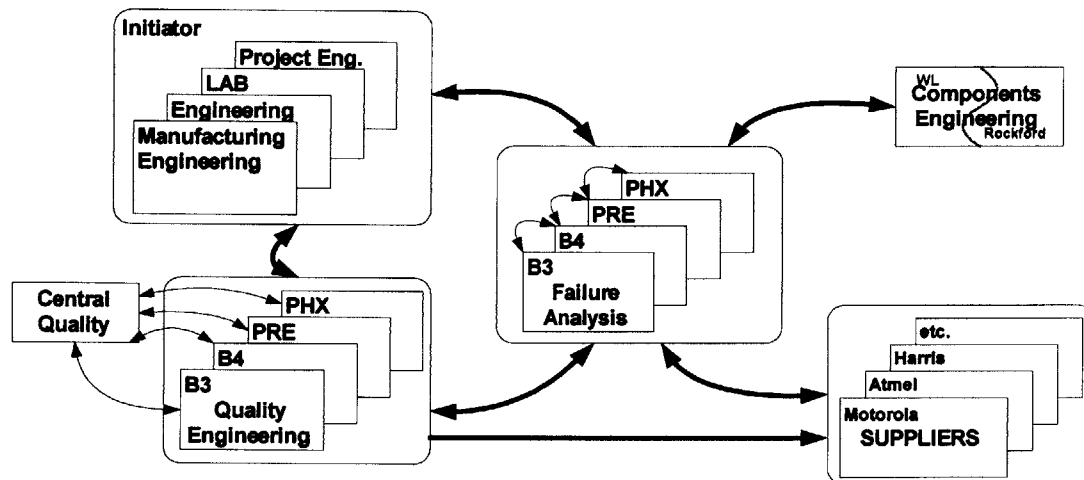 Initiator
Project Eng.
LAB
Engineering
Manufacturing
Engineering
WL
Components
Engineering
Rockford
PHX
PRE
B4
B3
Failure
Analysis
Central
Quality
PHX
PRE
B4
B3
Quality
Engineering
etc.
Harris
Atmel
Motorola
SUPPLIERS